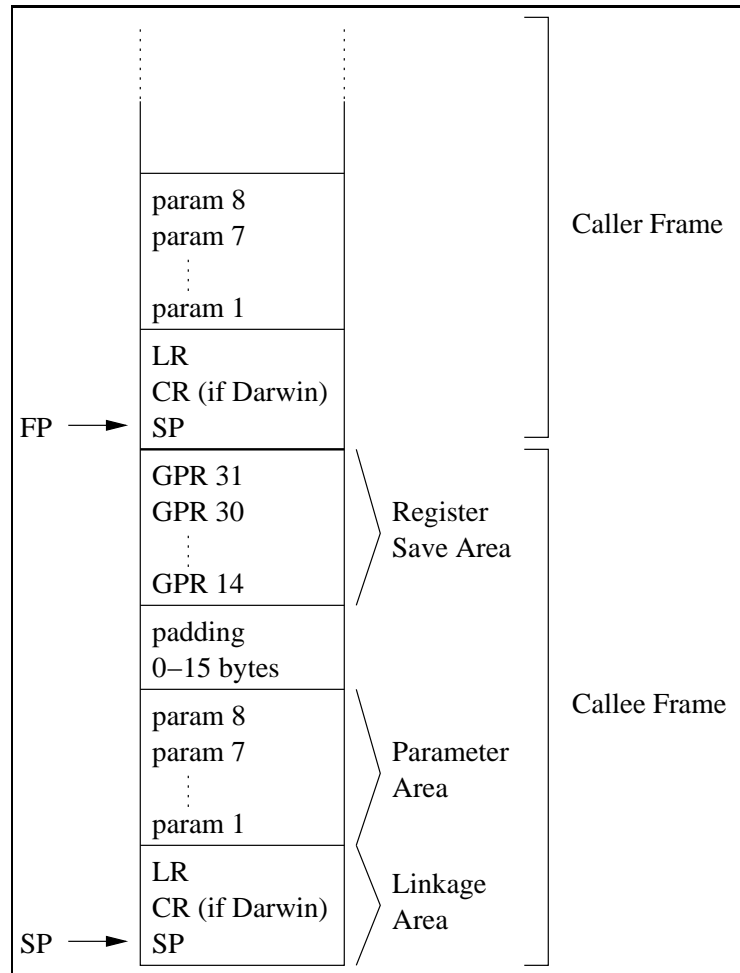 param 8
param 7
Caller Frame
param 1
LR
CR (if Darwin)
FP
SP
GPR 31
GPR 30
Register
Save Area
GPR 14
padding
0–15 bytes
param 8
Callee Frame
param 7
Parameter
Area
param 1
LR
Linkage
CR (if Darwin)
Area
SP
SP